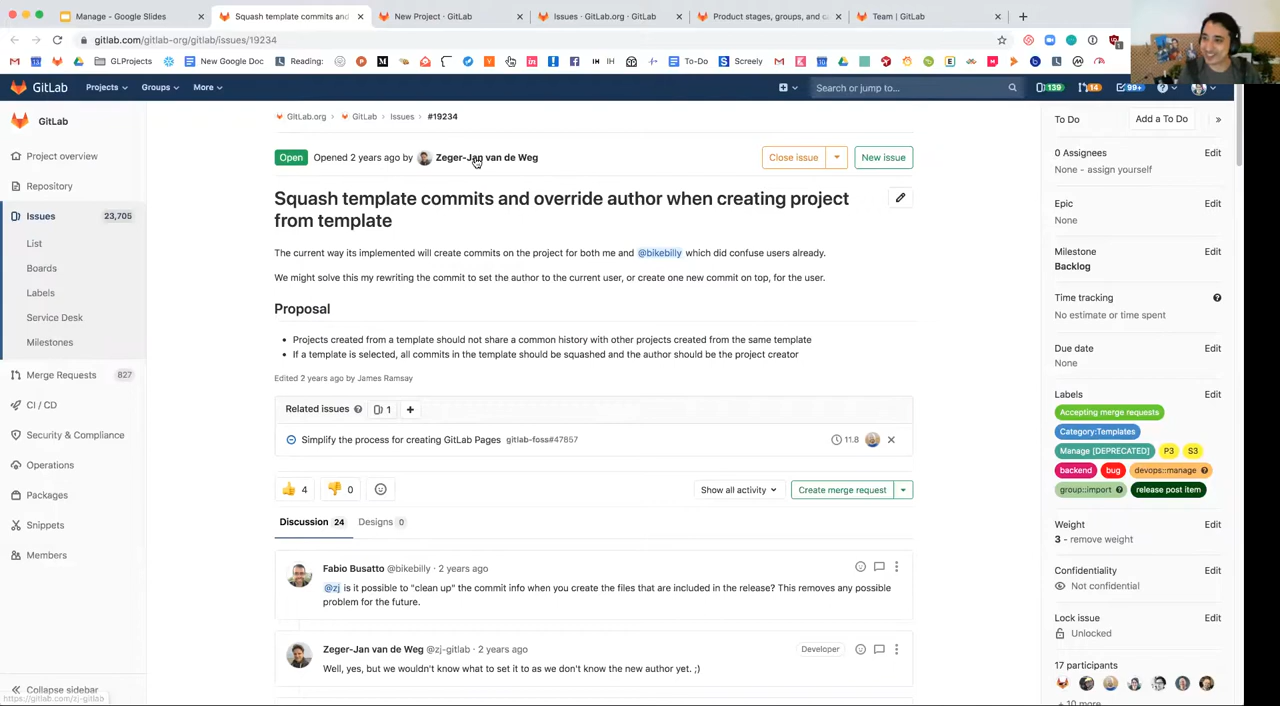 Manage - Google Slides
Squash template commits and
New Project · GitLab
Issues · GitLab.org · GitLab
Product stages, groups, and ca
Team | GitLab
gitlab.com/gitlab-org/gitlab/issues/19234
GLProjects
New Google Doc
Reading:
IH
To-Do
Screely
GitLab
Projects
Groups
More
Search or jump to...
139
14
99+
GitLab
Project overview
Repository
Issues 23,705
List
Boards
Labels
Service Desk
Milestones
Merge Requests 827
CI / CD
Security & Compliance
Operations
Packages
Snippets
Members
Collapse sidebar
https://gitlab.com/zj-gitlab
GitLab.org > GitLab > Issues > #19234
Open Opened 2 years ago by Zeger-Jan van de Weg
Close issue
New issue
Squash template commits and override author when creating project
from template
The current way its implemented will create commits on the project for both me and @bikebilly which did confuse users already.
We might solve this my rewriting the commit to set the author to the current user, or create one new commit on top, for the user.
Proposal
• Projects created from a template should not share a common history with other projects created from the same template
• If a template is selected, all commits in the template should be squashed and the author should be the project creator
Edited 2 years ago by James Ramsay
Related issues 1
Simplify the process for creating GitLab Pages gitlab-foss#47857 11.8
4
0
Show all activity
Create merge request
Discussion 24 Designs 0
Fabio Busatto @bikebilly · 2 years ago
@zj is it possible to "clean up" the commit info when you create the files that are included in the release? This removes any possible
problem for the future.
Zeger-Jan van de Weg @zj-gitlab · 2 years ago
Developer
Well, yes, but we wouldn't know what to set it to as we don't know the new author yet. ;)
To Do
Add a To Do
0 Assignees Edit
None - assign yourself
Epic Edit
None
Milestone Edit
Backlog
Time tracking
No estimate or time spent
Due date Edit
None
Labels Edit
Accepting merge requests
Category:Templates
Manage [DEPRECATED] P3 S3
backend bug devops::manage
group::import release post item
Weight Edit
3 - remove weight
Confidentiality Edit
Not confidential
Lock issue Edit
Unlocked
17 participants
+ 10 more